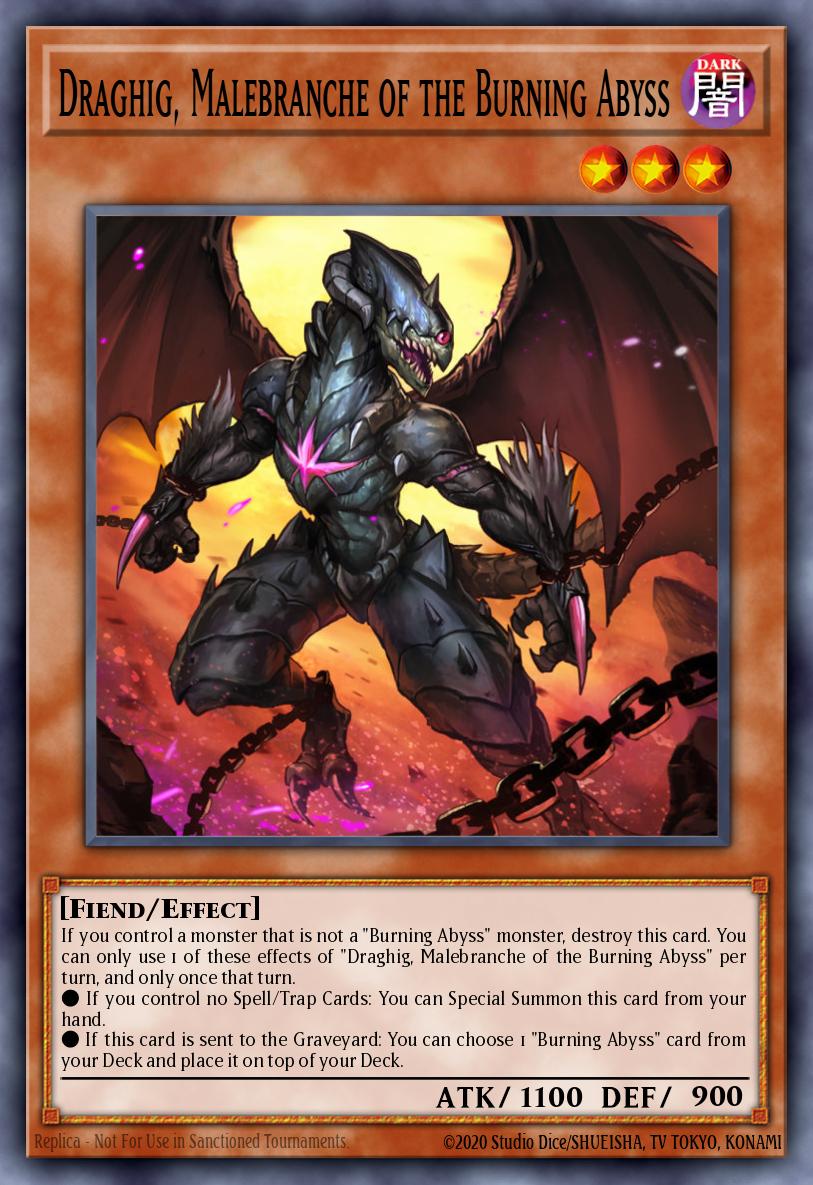 Draghig, Malebranche of the Burning Abyss
DARK
闇
[Fiend/Effect]
If you control a monster that is not a "Burning Abyss" monster, destroy this card. You
can only use 1 of these effects of "Draghig, Malebranche of the Burning Abyss" per
turn, and only once that turn.
● If you control no Spell/Trap Cards: You can Special Summon this card from your
hand.
● If this card is sent to the Graveyard: You can choose 1 "Burning Abyss" card from
your Deck and place it on top of your Deck.
ATK/ 1100 DEF/ 900
Replica - Not For Use in Sanctioned Tournaments.
©2020 Studio Dice/SHUEISHA, TV TOKYO, KONAMI